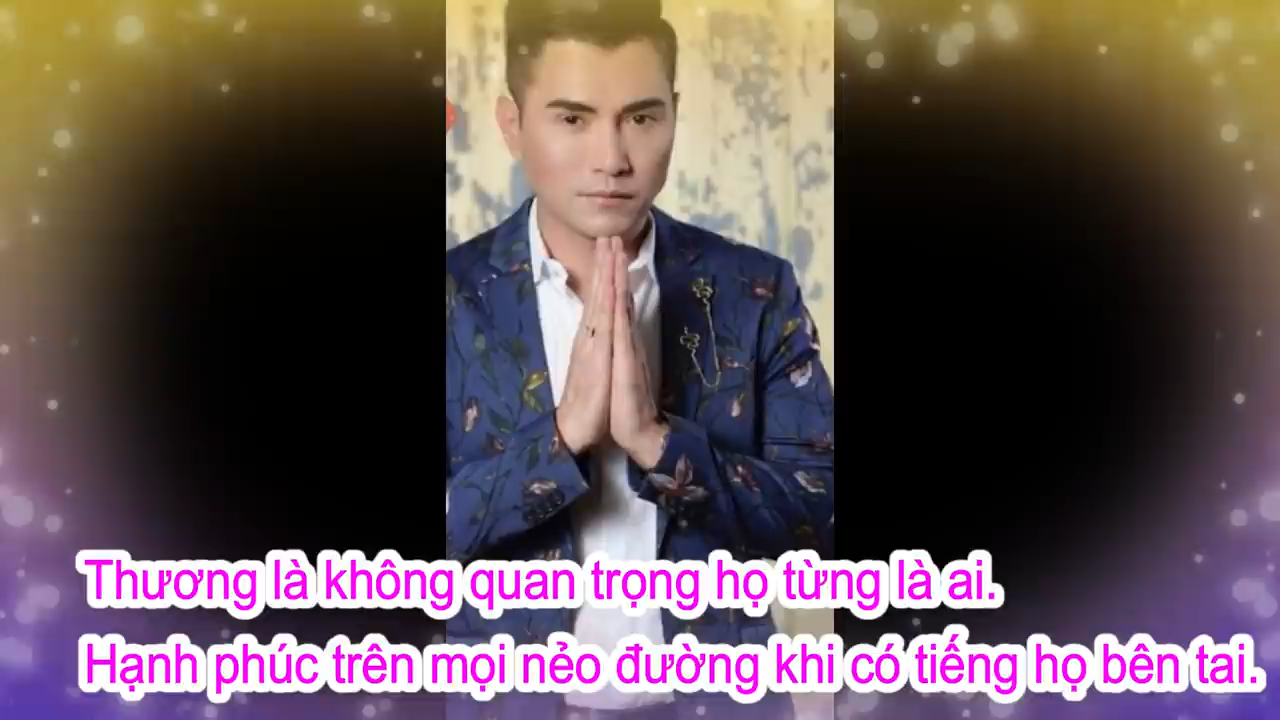 Thương là không quan trọng họ từng là ai.
Hạnh phúc trên mọi nẻo đường khi có tiếng họ bên tai.